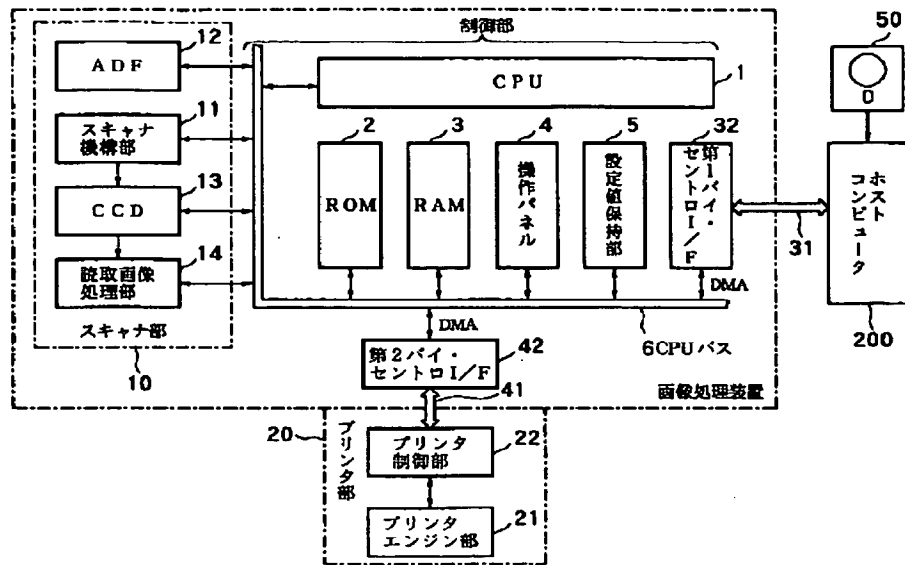 制御部
12
ADF
11
スキャナ
機構部
13
CCD
14
読取画像
処理部
スキャナ部
10
CPU
1
2
ROM
3
RAM
4
操作パネル
5
設定値保持部
32
第1バイ・
セントロI/F
DMA
31
50
D
ホスト
コンピュータ
200
DMA
6CPUバス
第2バイ・
セントロI/F
42
41
画像処理装置
20
プリンタ部
プリンタ
制御部
22
プリンタ
エンジン部
21